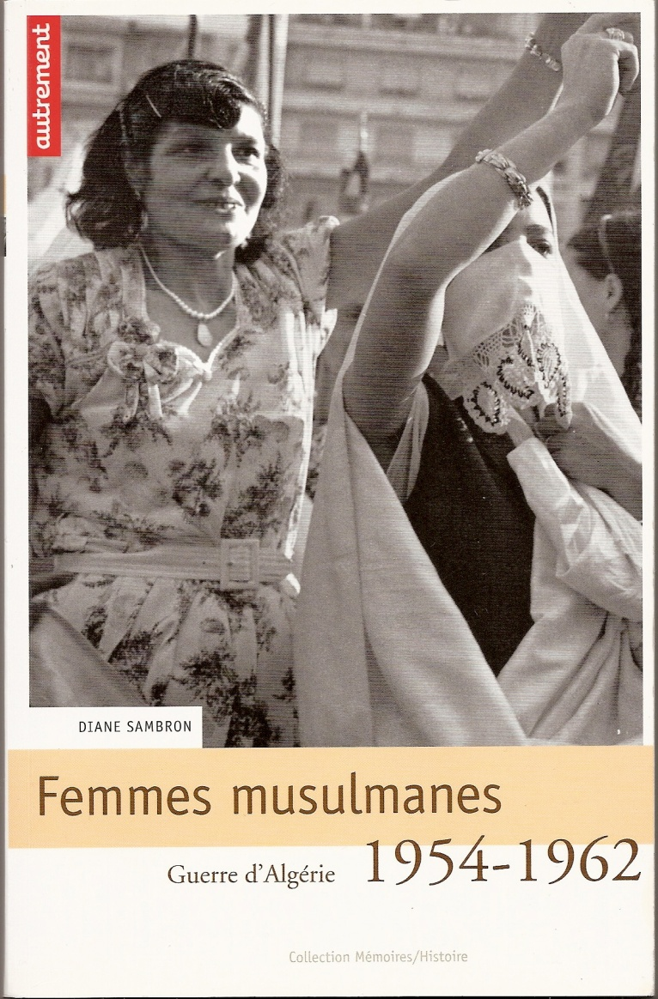 autrement
DIANE SAMBRON
Femmes musulmanes
Guerre d'Algérie 1954-1962
Collection Mémoires/Histoire